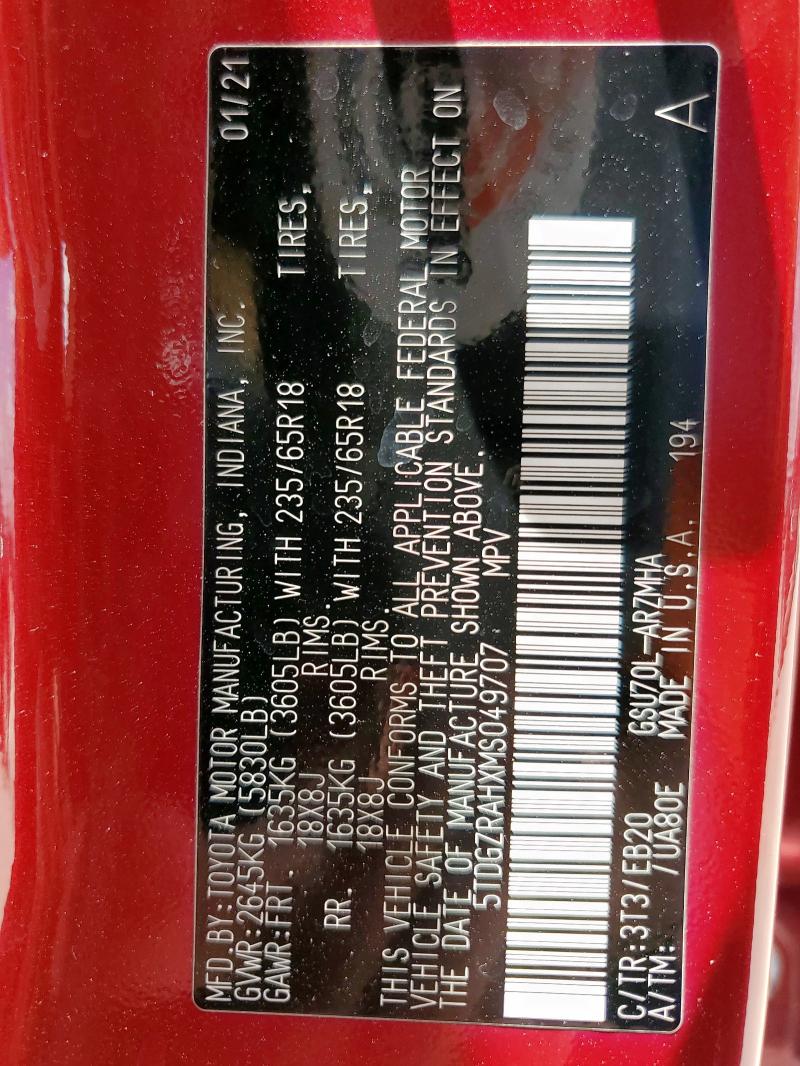 MFD.BY:TOYOTA MOTOR MANUFACTURING, INDIANA, INC. 01/21
GVWR:2645KG (5830LB)
GAWR:FRT. 1635KG (3605LB) WITH 235/65R18 TIRES,
18X8J RIMS.
RR. 1635KG (3605LB) WITH 235/65R18 TIRES,
18X8J RIMS.
THIS VEHICLE CONFORMS TO ALL APPLICABLE FEDERAL MOTOR
VEHICLE SAFETY AND THEFT PREVENTION STANDARDS IN EFFECT ON
THE DATE OF MANUFACTURE SHOWN ABOVE.
5TDGZRAHXMS049707 MPV
C/TR:3T3/EB20 GSU70L-ARZMHA
A/TM: /UA80E MADE IN U.S.A. 194 A